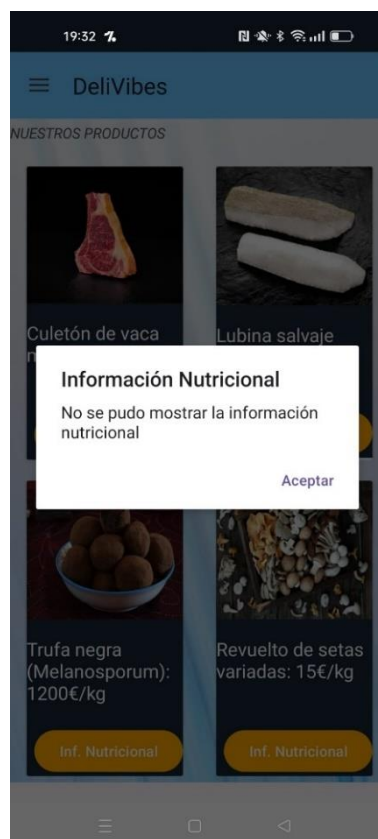 19:32
DeliVibes
NUESTROS PRODUCTOS
Culetón de vaca
Lubina salvaje
Información Nutricional
No se pudo mostrar la información
nutricional
Aceptar
Trufa negra
(Melanosporum):
1200€/kg
Revuelto de setas
variadas: 15€/kg
Inf. Nutricional
Inf. Nutricional